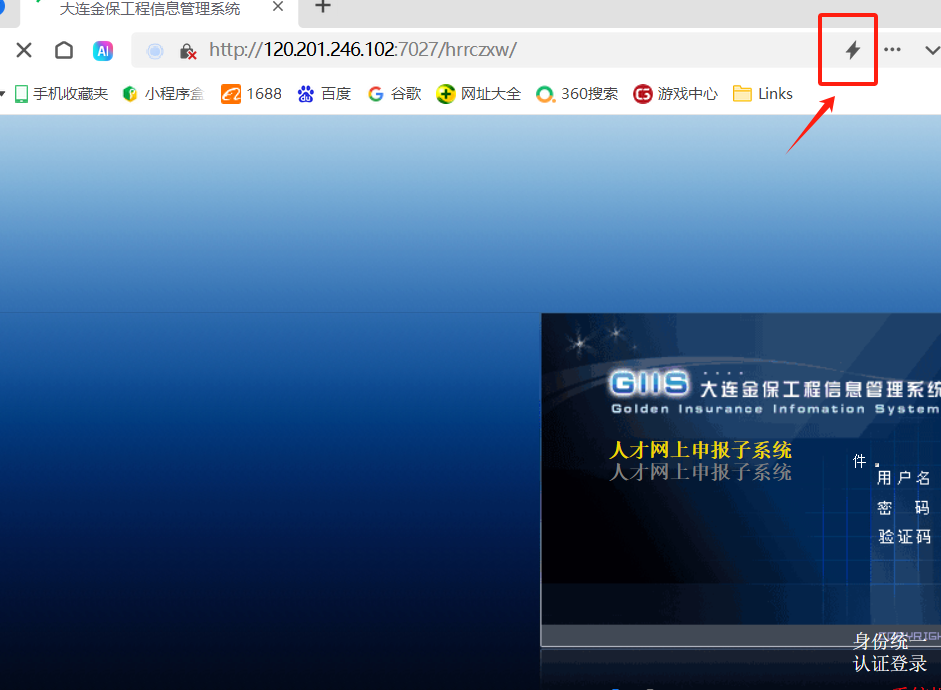 大连金保工程信息管理系统
AI http://120.201.246.102:7027/hrrczxw/
手机收藏夹 小程序盒 1688 百度 谷歌 网址大全 360搜索 游戏中心 Links
GIIS 大连金保工程信息管理系统
Golden Insurance Infomation System
人才网上申报子系统
人才网上申报子系统
件。
用户名
密 码
验证码
身份统一
认证登录